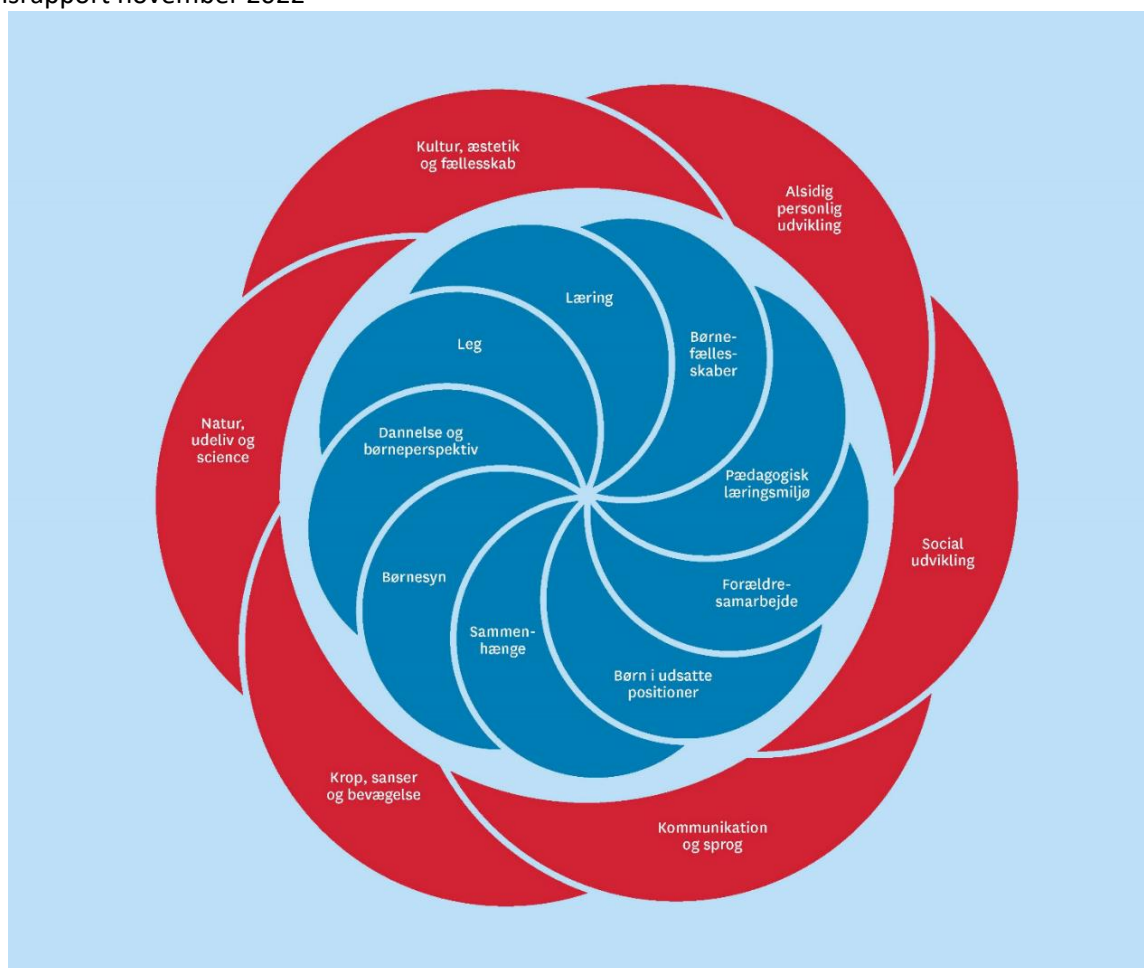 november 2022
Kultur, æstetik
og fællesskab
Alsidig
personlig
udvikling
Læring
Børne-
fælles-
skaber
Leg
Natur,
udeliv og
science
Dannelse og
børneperspektiv
Pædagogisk
læringsmiljø
Social
udvikling
Børnesyn
Forældre-
samarbejde
Sammen-
hænge
Børn i udsatte
positioner
Krop, sanser
og bevægelse
Kommunikation
og sprog